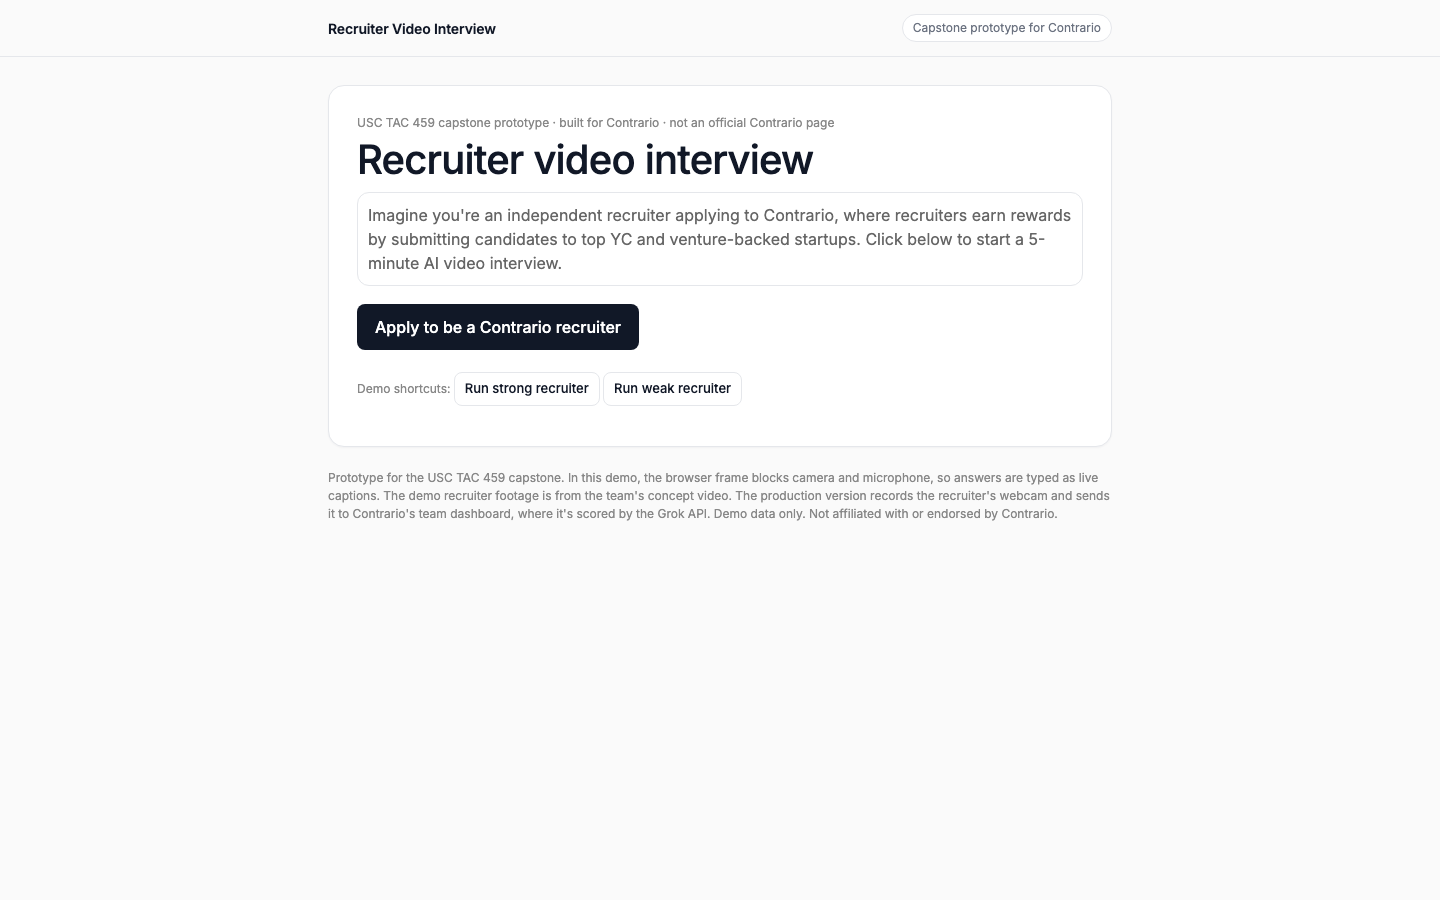 Recruiter Video Interview
Capstone prototype for Contrario
USC TAC 459 capstone prototype · built for Contrario · not an official Contrario page
Recruiter video interview
Imagine you're an independent recruiter applying to Contrario, where recruiters earn rewards
by submitting candidates to top YC and venture-backed startups. Click below to start a 5-
minute AI video interview.
Apply to be a Contrario recruiter
Demo shortcuts: Run strong recruiter Run weak recruiter
Prototype for the USC TAC 459 capstone. In this demo, the browser frame blocks camera and microphone, so answers are typed as live
captions. The demo recruiter footage is from the team's concept video. The production version records the recruiter's webcam and sends
it to Contrario's team dashboard, where it's scored by the Grok API. Demo data only. Not affiliated with or endorsed by Contrario.